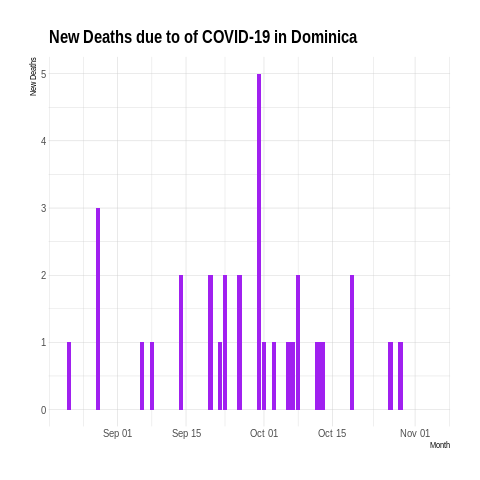 New Deaths due to of COVID-19 in Dominica
New Deaths
5
4
3
2
1
0
Sep 01 Sep 15 Oct 01 Oct 15 Nov 01
Month